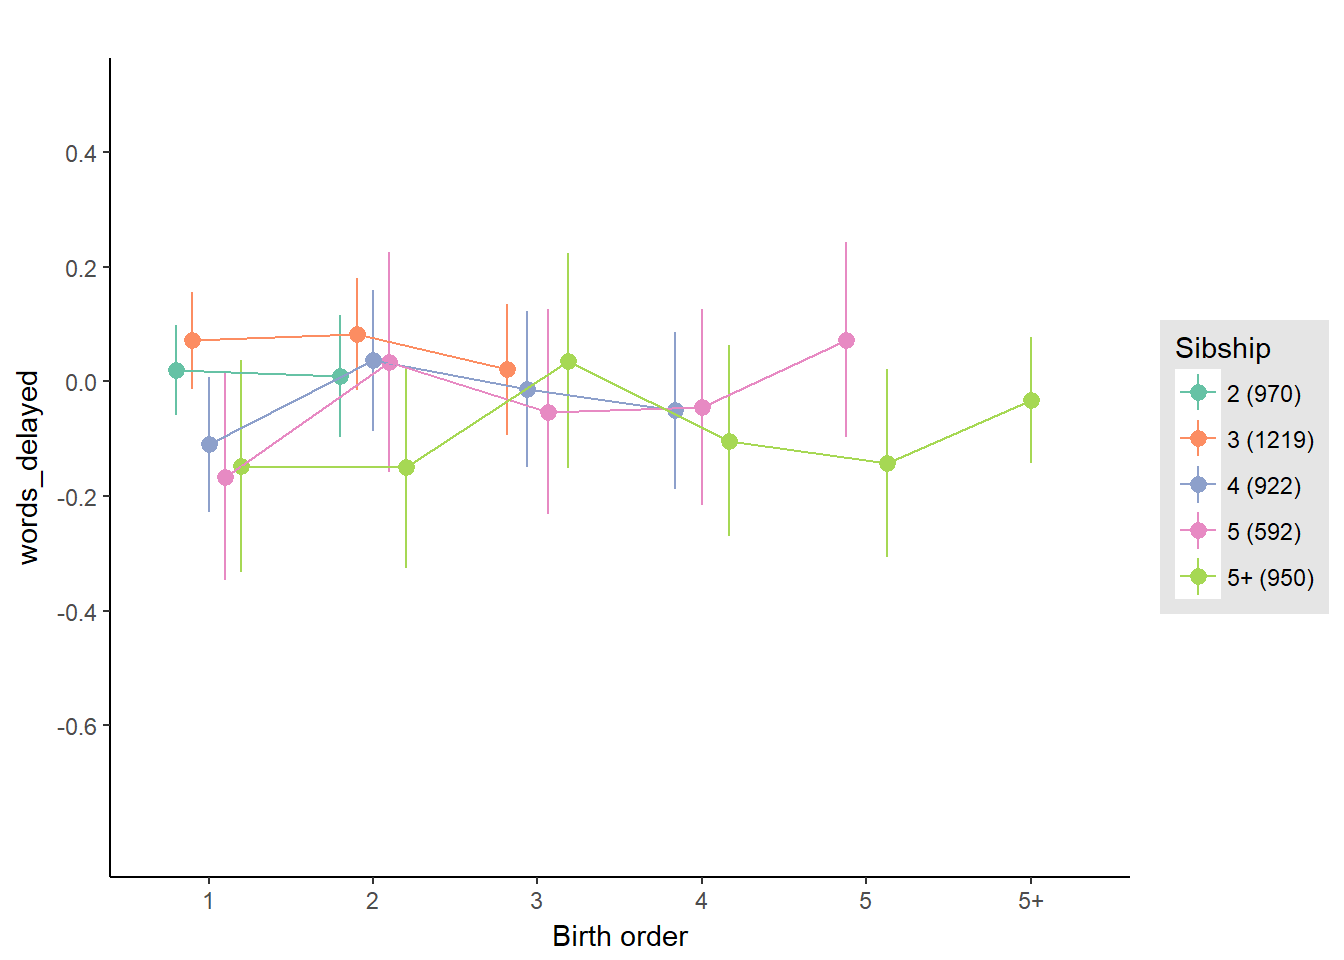 0.4
0.2
0.0
-0.2
-0.4
-0.6
words_delayed
1 2 3 4 5 5+
Birth order
Sibship
2 (970)
3 (1219)
4 (922)
5 (592)
5+ (950)